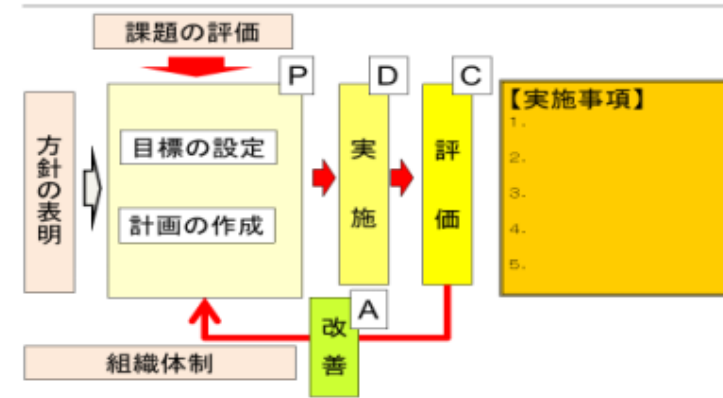 課題の評価
P
D
C
【実施事項】
1.
2.
3.
4.
5.
方針の表明
目標の設定
計画の作成
実施
評価
A
改善
組織体制